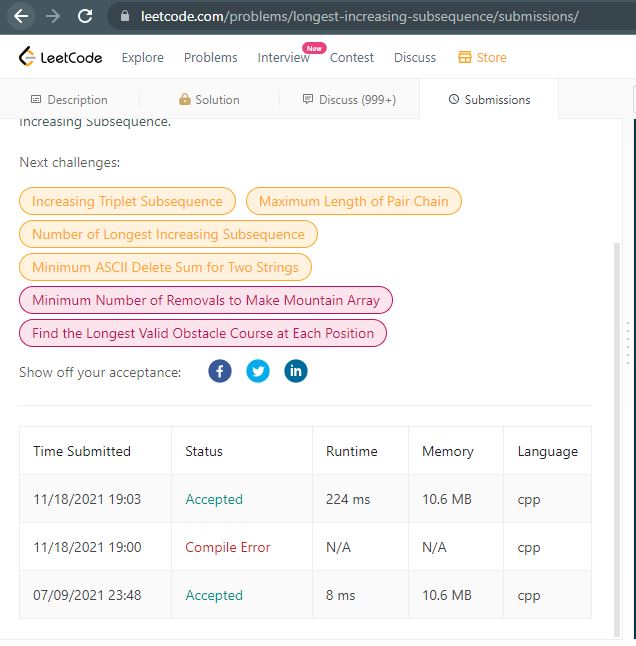 leetcode.com/problems/longest-increasing-subsequence/submissions/
LeetCode Explore Problems Interview New Contest Discuss Store
Description Solution Discuss (999+) Submissions
Increasing Subsequence.
Next challenges:
Increasing Triplet Subsequence Maximum Length of Pair Chain
Number of Longest Increasing Subsequence
Minimum ASCII Delete Sum for Two Strings
Minimum Number of Removals to Make Mountain Array
Find the Longest Valid Obstacle Course at Each Position
Show off your acceptance: f in
Time Submitted Status Runtime Memory Language
11/18/2021 19:03 Accepted 224 ms 10.6 MB cpp
11/18/2021 19:00 Compile Error N/A N/A cpp
07/09/2021 23:48 Accepted 8 ms 10.6 MB cpp